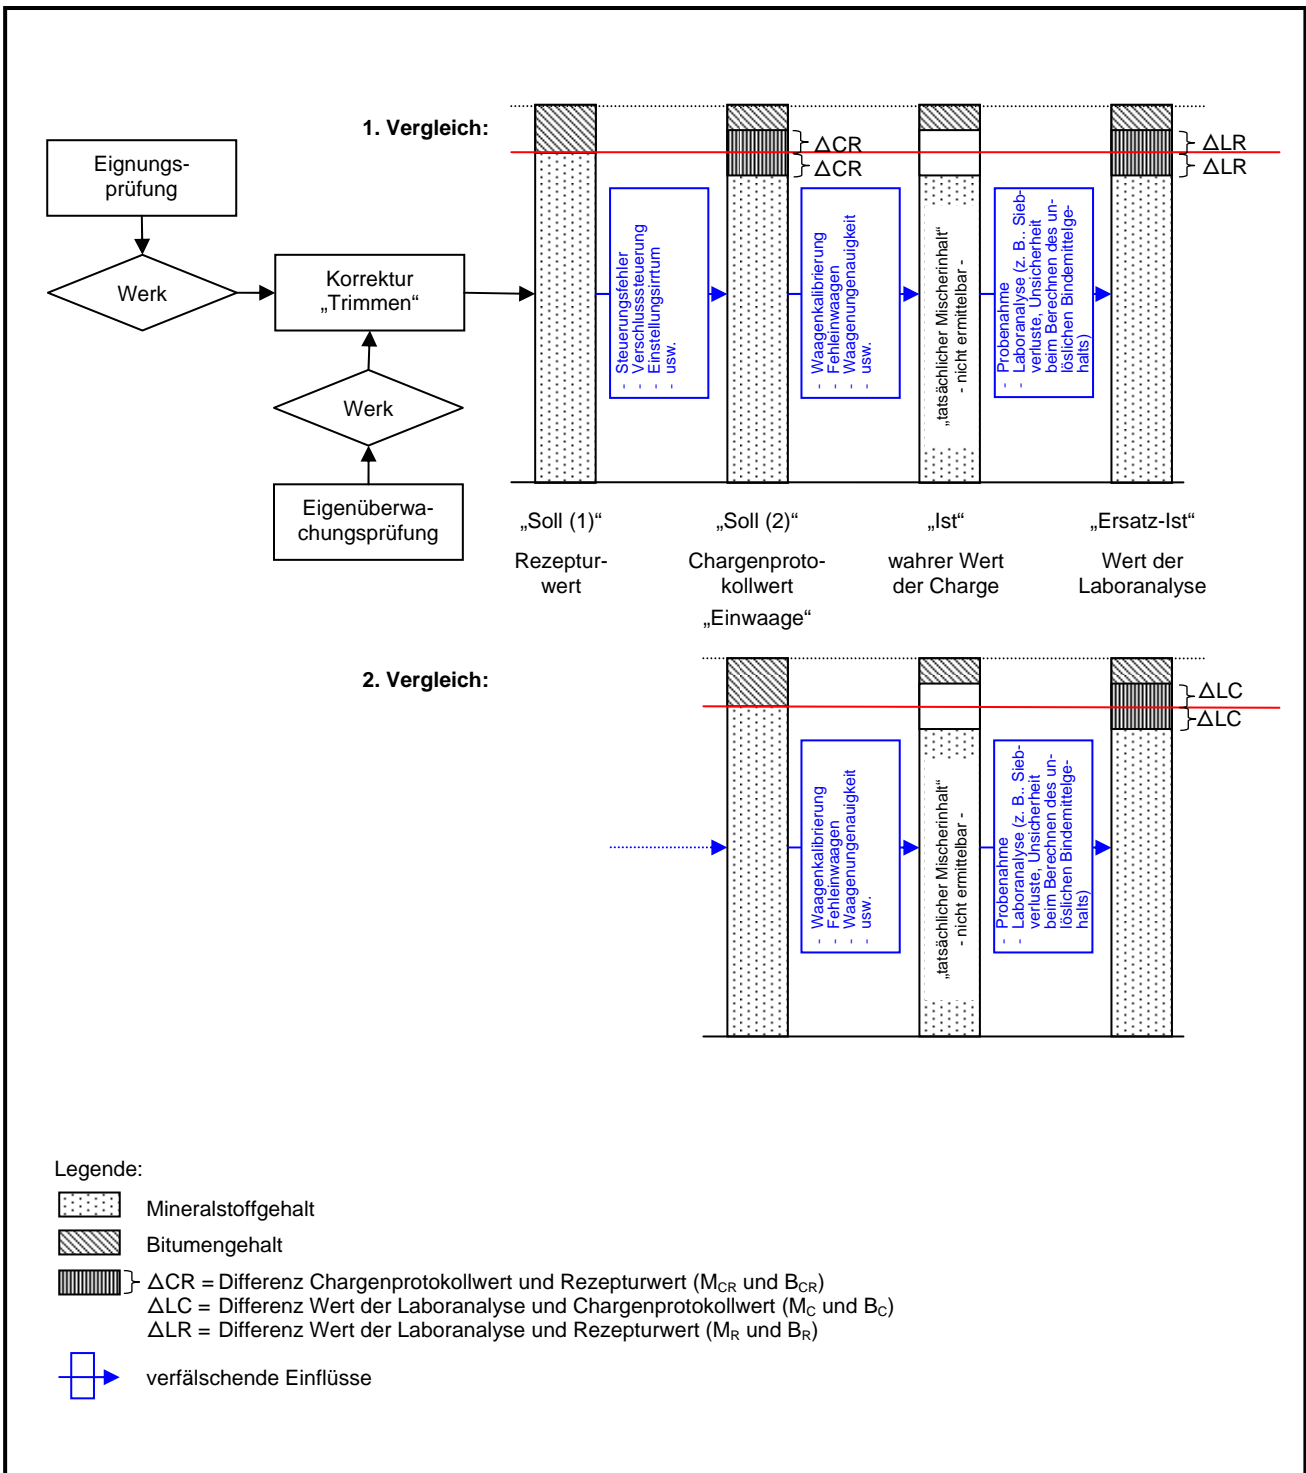 1. Vergleich:
Eignungs-
prüfung
Werk
Korrektur
„Trimmen“
Werk
Eigenüberwa-
chungsprüfung
ΔCR
ΔCR
ΔLR
ΔLR
- Steuerungsfehler
- Verschlusssteuerung
- Einstellungsirrtum
- usw.
- Waagenkalibrierung
- Fehleinwaagen
- Waagenungenauigkeit
- usw.
„tatsächlicher Mischerinhalt“
- nicht ermittelbar -
- Probenahme
- Laboranalyse (z. B.. Sieb-
verluste, Unsicherheit
beim Berechnen des un-
löslichen Bindemittelge-
halts)
„Soll (1)“
Rezeptur-
wert
„Soll (2)“
Chargenproto-
kollwert
„Einwaage“
„Ist“
wahrer Wert
der Charge
„Ersatz-Ist“
Wert der
Laboranalyse
2. Vergleich:
ΔLC
ΔLC
- Waagenkalibrierung
- Fehleinwaagen
- Waagenungenauigkeit
- usw.
„tatsächlicher Mischerinhalt“
- nicht ermittelbar -
- Probenahme
- Laboranalyse (z. B.. Sieb-
verluste, Unsicherheit
beim Berechnen des un-
löslichen Bindemittelge-
halts)
Legende:
Mineralstoffgehalt
Bitumengehalt
ΔCR = Differenz Chargenprotokollwert und Rezepturwert (MCR und BCR)
ΔLC = Differenz Wert der Laboranalyse und Chargenprotokollwert (MC und BC)
ΔLR = Differenz Wert der Laboranalyse und Rezepturwert (MR und BR)
verfälschende Einflüsse